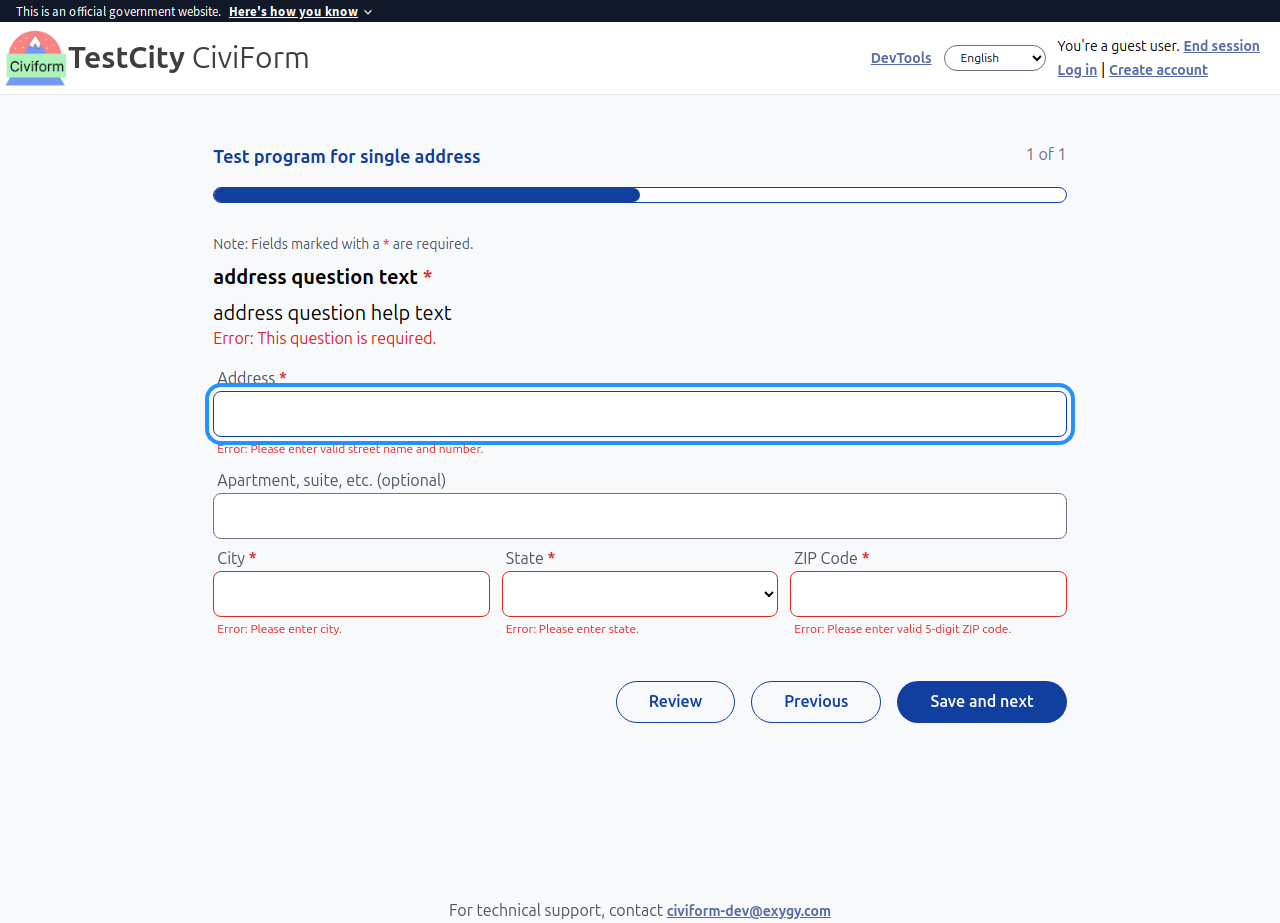 This is an official government website. Here's how you know
Civiform
TestCity CiviForm
DevTools
English
You're a guest user. End session
Log in | Create account
Test program for single address
1 of 1
Note: Fields marked with a * are required.
address question text *
address question help text
Error: This question is required.
Address *
Error: Please enter valid street name and number.
Apartment, suite, etc. (optional)
City * State * ZIP Code *
Error: Please enter city. Error: Please enter state. Error: Please enter valid 5-digit ZIP code.
Review Previous Save and next
For technical support, contact civiform-dev@exygy.com